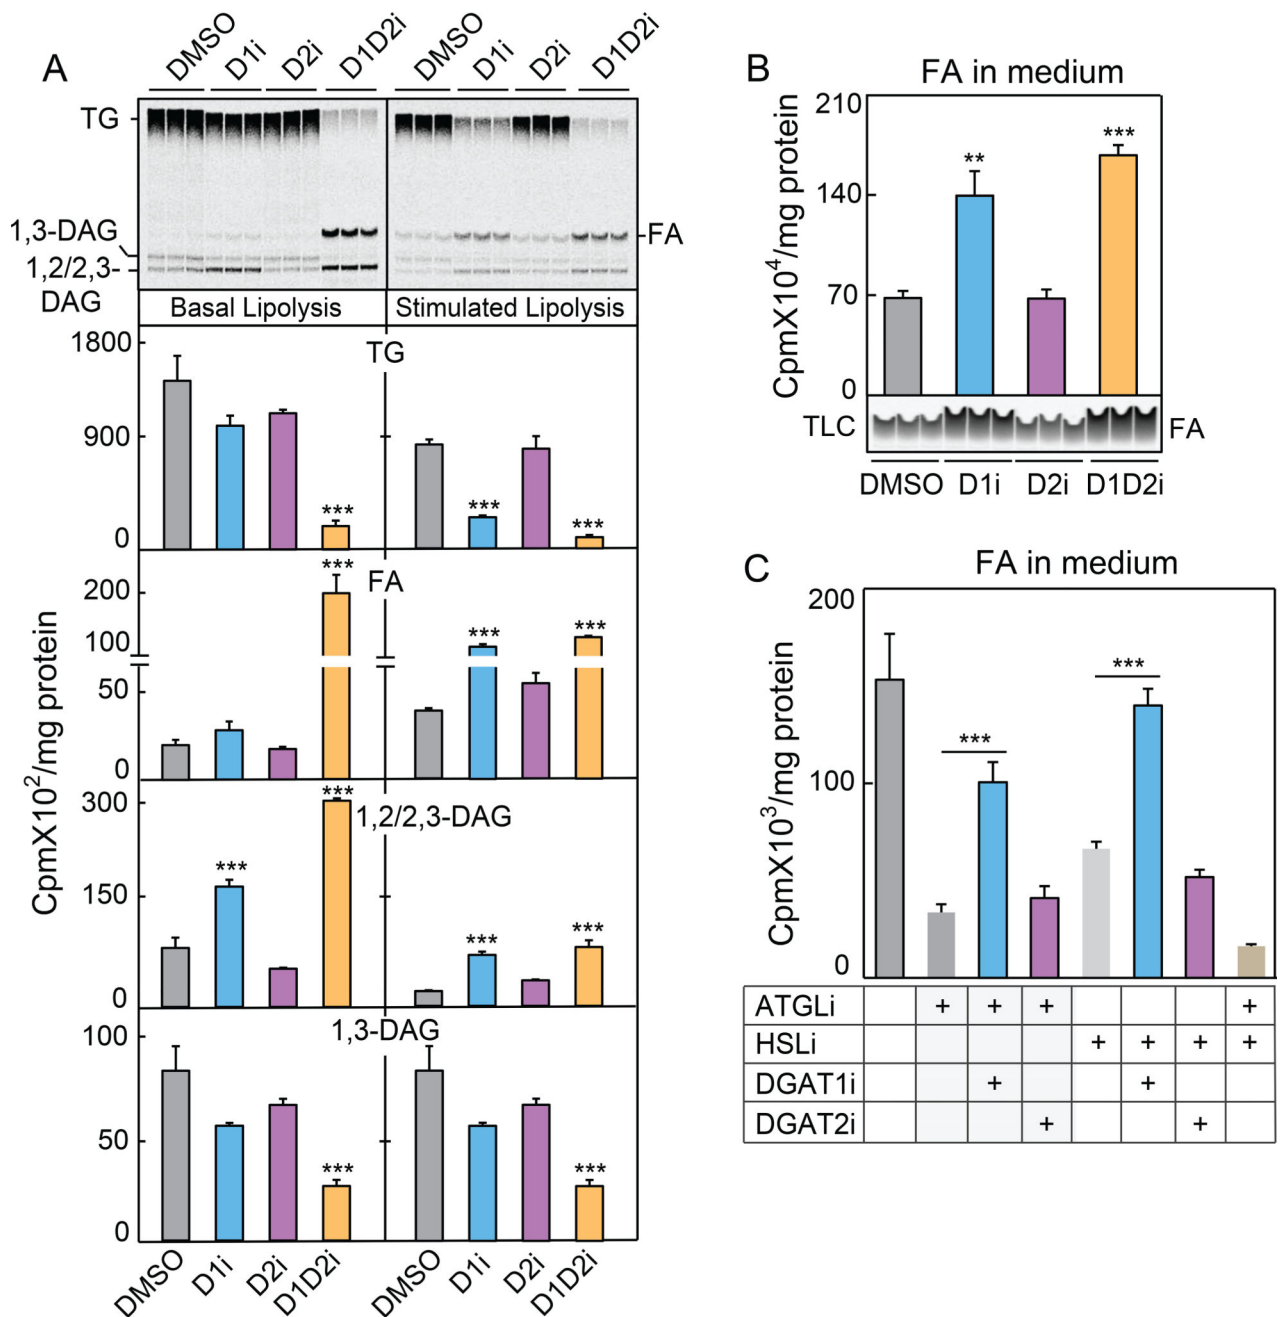 A
DMSO D1i D2i D1D2i DMSO D1i D2i D1D2i
TG
1,3-DAG
1,2/2,3-
DAG
FA
Basal Lipolysis Stimulated Lipolysis
TG
1800
900
0
*** *** ***
FA
200
100
50
0
*** *** ***
1,2/2,3-DAG
300
150
0
*** *** *** ***
1,3-DAG
100
50
0
*** ***
CpmX10²/mg protein
DMSO D1i D2i D1D2i DMSO D1i D2i D1D2i
B
FA in medium
210
140
70
0
CpmX10⁴/mg protein
** ***
TLC FA
DMSO D1i D2i D1D2i
C
FA in medium
200
100
0
CpmX10³/mg protein
*** ***
ATGLi + + + +
HSLi + + + +
DGAT1i + +
DGAT2i + +